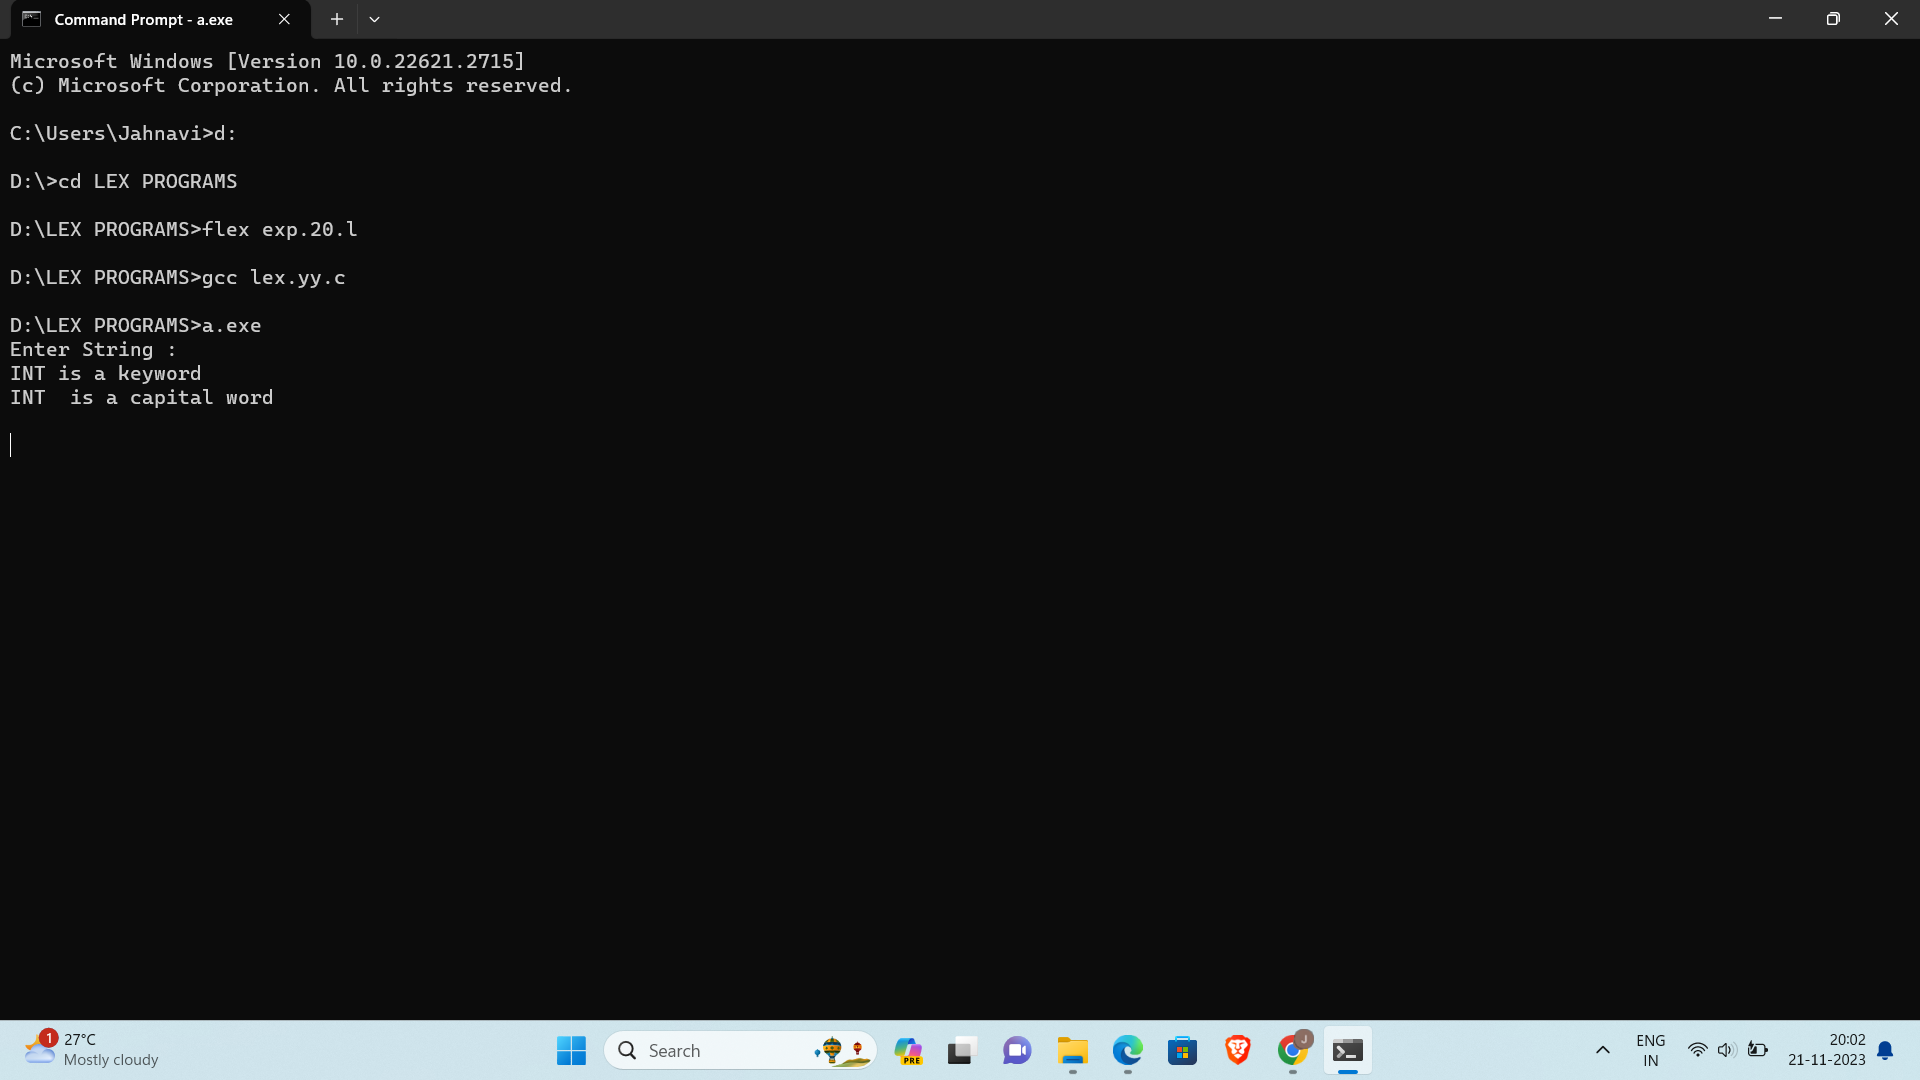 Command Prompt - a.exe
Microsoft Windows [Version 10.0.22621.2715]
(c) Microsoft Corporation. All rights reserved.
C:\Users\Jahnavi>d:
D:\>cd LEX PROGRAMS
D:\LEX PROGRAMS>flex exp.20.l
D:\LEX PROGRAMS>gcc lex.yy.c
D:\LEX PROGRAMS>a.exe
Enter String :
INT is a keyword
INT  is a capital word
1
27°C
Mostly cloudy
Search
PRE
J
ENG
IN
20:02
21-11-2023